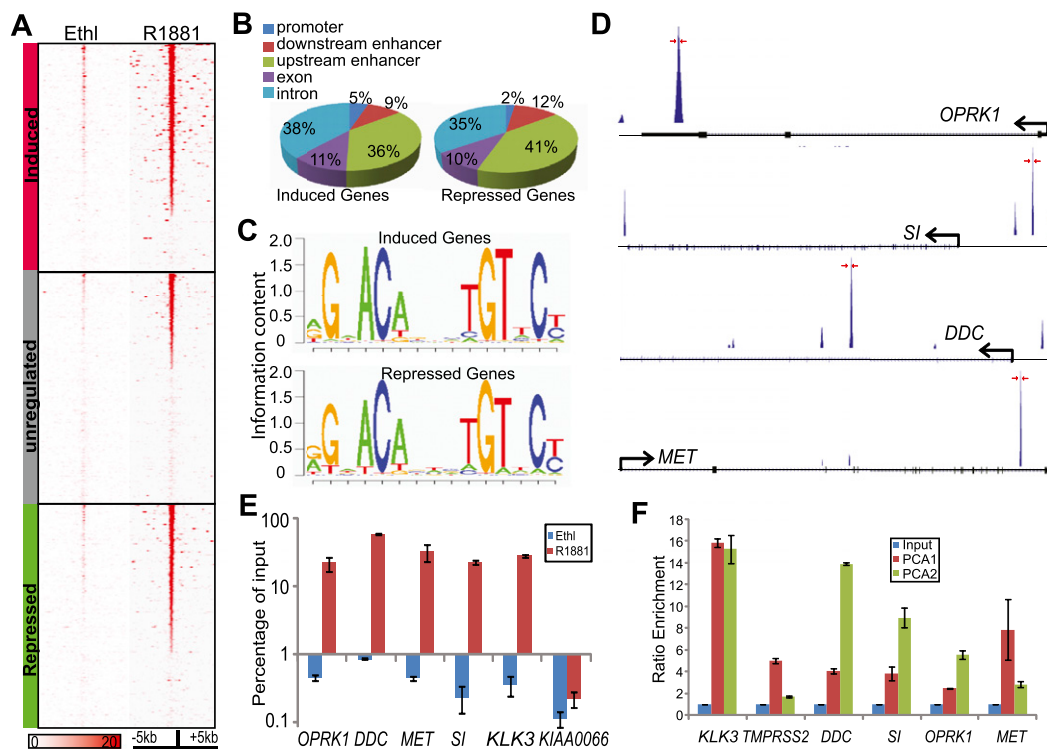 A
Ethl R1881
Induced
unregulated
Repressed
0 20
-5kb +5kb
B
promoter
downstream enhancer
upstream enhancer
exon
intron
5%
9%
38%
11%
36%
Induced Genes
2%
12%
35%
10%
41%
Repressed Genes
C
Information content
Induced Genes
2.0
1.5
1.0
0.5
0
Repressed Genes
2.0
1.5
1.0
0.5
0
D
OPRK1
SI
DDC
MET
E
Percentage of input
100
10
1
0.1
Ethl
R1881
OPRK1 DDC MET SI KLK3 KIAA0066
F
Ratio Enrichment
18
16
14
12
10
8
6
4
2
0
Input
PCA1
PCA2
KLK3 TMPRSS2 DDC SI OPRK1 MET